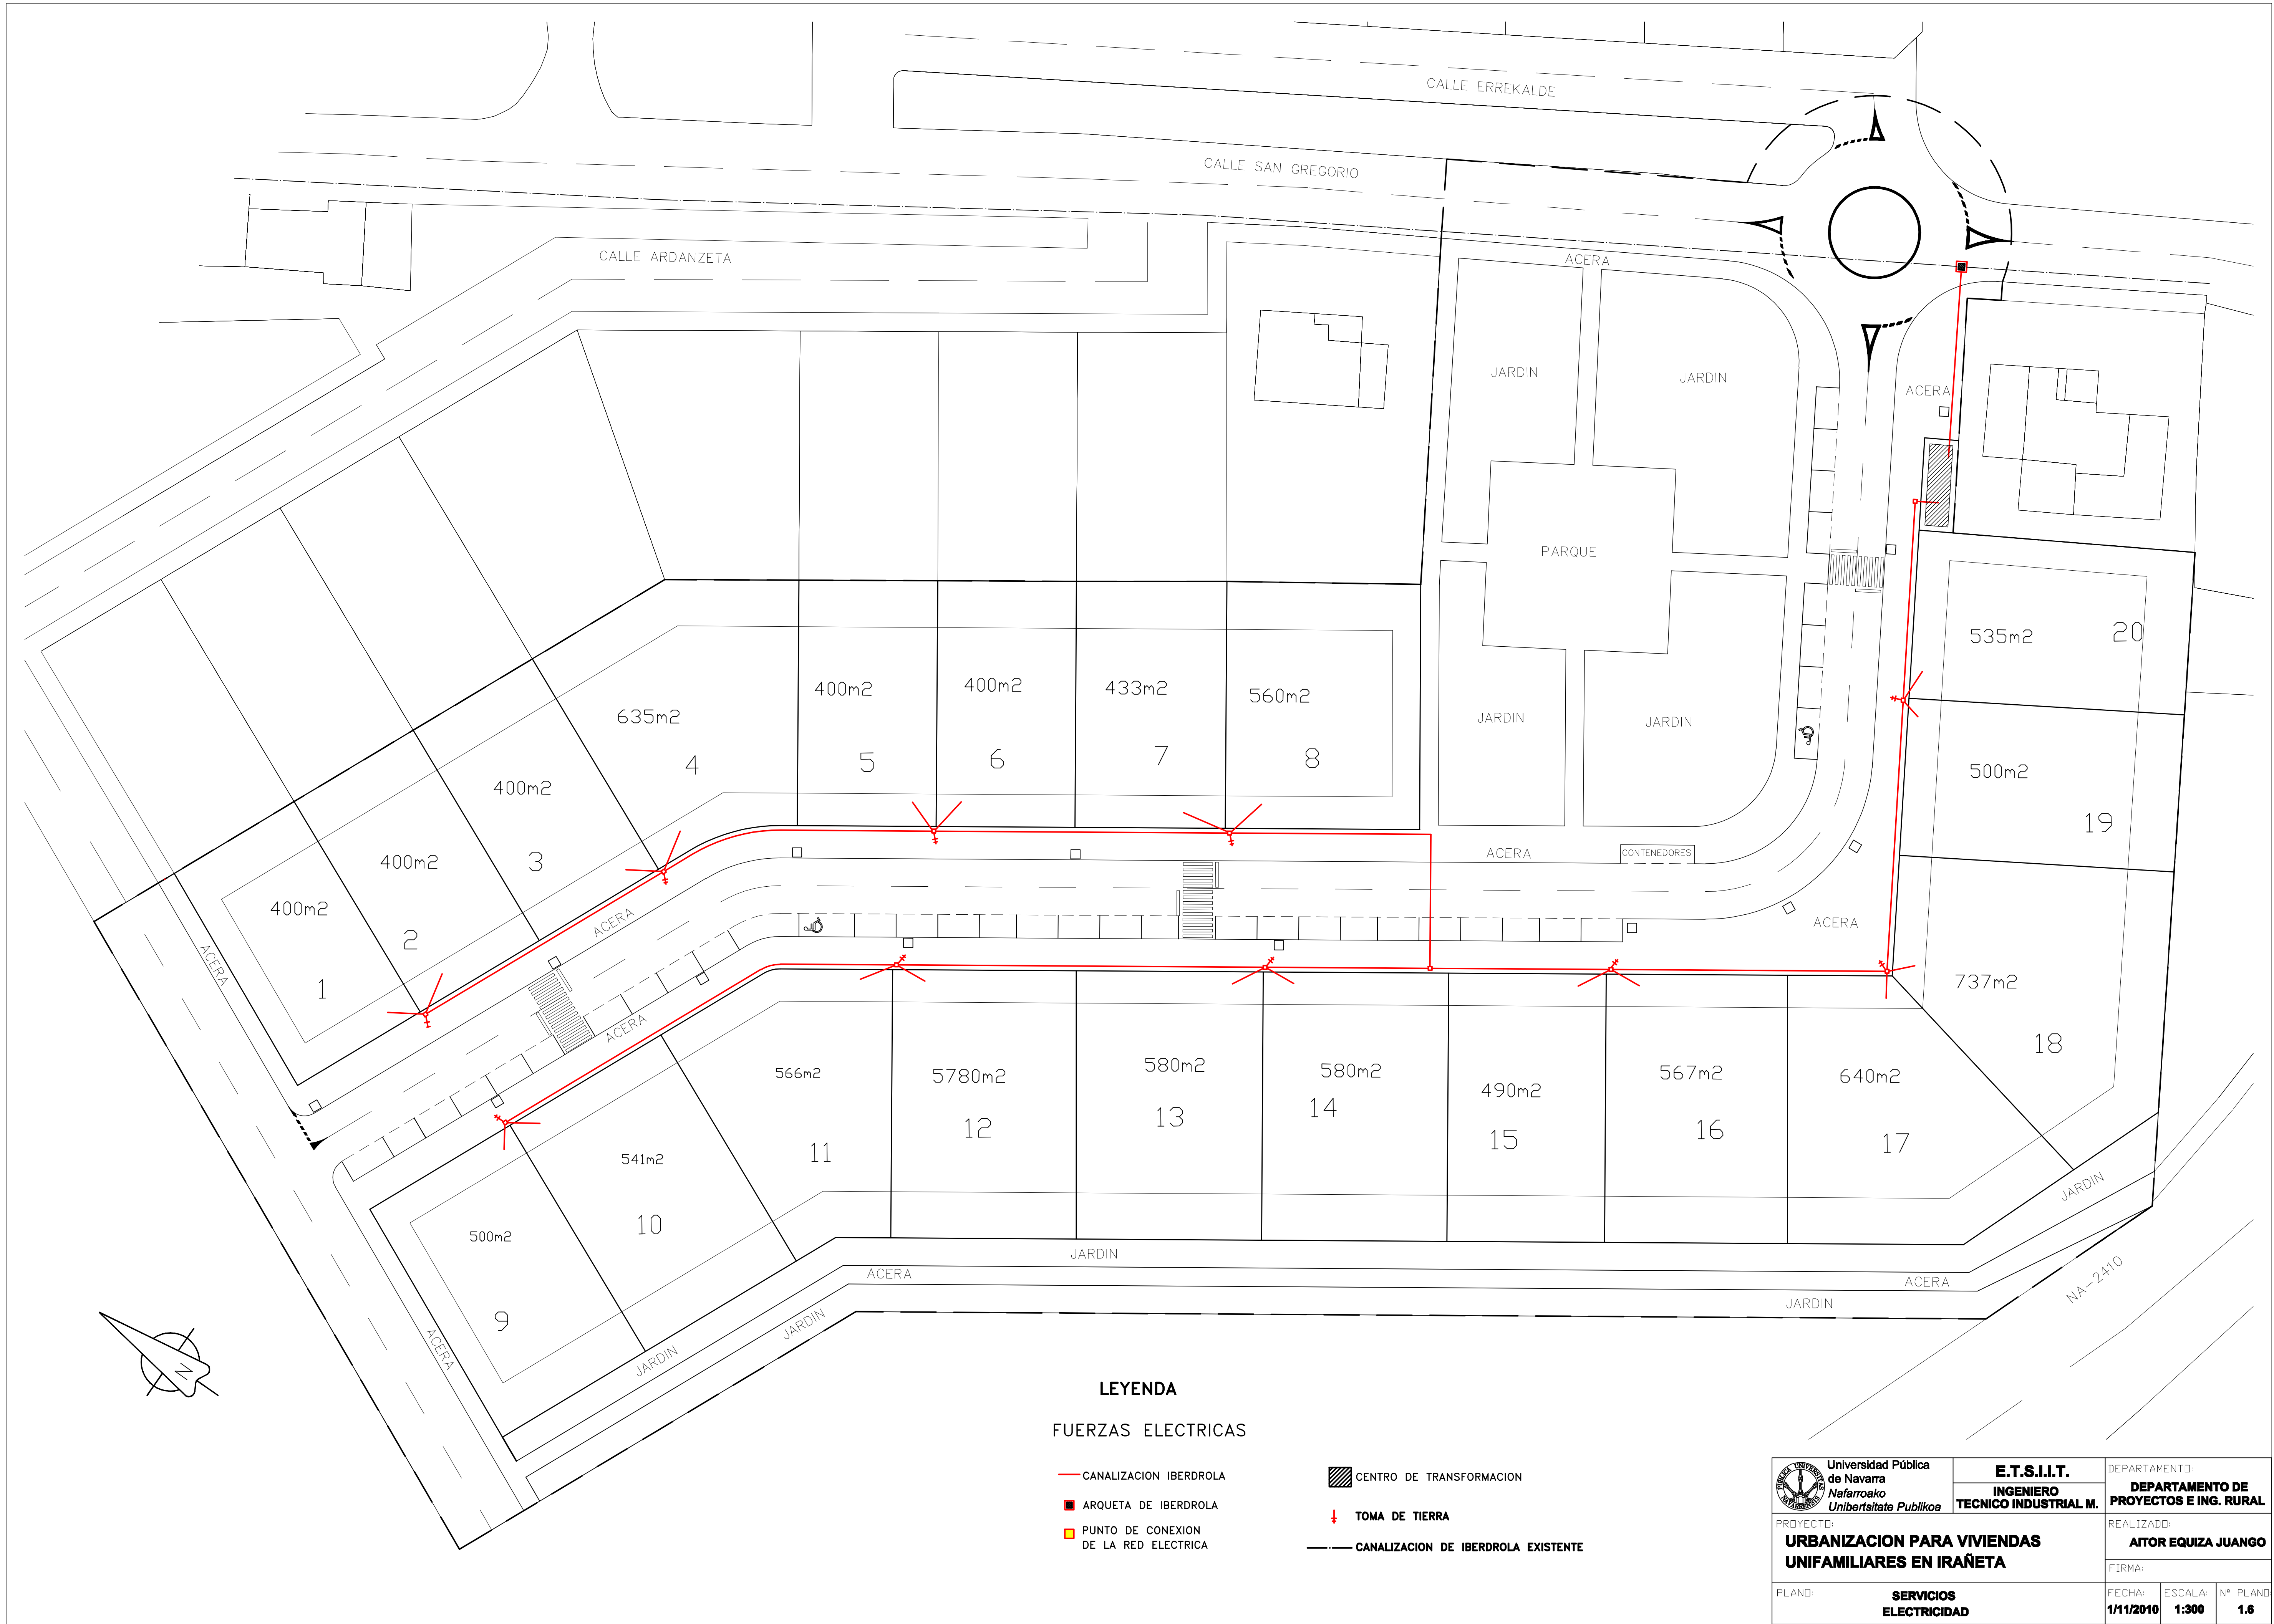 CALLE ERREKALDE
CALLE SAN GREGORIO
CALLE ARDANZETA
ACERA
JARDIN
JARDIN
ACERA
PARQUE
535m2
20
400m2
400m2
433m2
560m2
635m2
JARDIN
JARDIN
5
6
7
8
4
500m2
400m2
19
400m2
3
ACERA
CONTENEDORES
400m2
2
ACERA
ACERA
ACERA
1
737m2
ACERA
18
566m2
5780m2
580m2
580m2
490m2
567m2
640m2
12
13
14
15
16
17
541m2
11
10
500m2
JARDIN
9
JARDIN
ACERA
ACERA
JARDIN
NA-2410
JARDIN
ACERA
JARDIN
N
LEYENDA
FUERZAS ELECTRICAS
CANALIZACION IBERDROLA
ARQUETA DE IBERDROLA
PUNTO DE CONEXION
DE LA RED ELECTRICA
CENTRO DE TRANSFORMACION
TOMA DE TIERRA
CANALIZACION DE IBERDROLA EXISTENTE
Universidad Pública
de Navarra
Nafarroako
Unibertsitate Publikoa
E.T.S.I.I.T.
INGENIERO
TECNICO INDUSTRIAL M.
DEPARTAMENTO:
DEPARTAMENTO DE
PROYECTOS E ING. RURAL
PROYECTO:
URBANIZACION PARA VIVIENDAS
UNIFAMILIARES EN IRAÑETA
REALIZADO:
AITOR EQUIZA JUANGO
FIRMA:
PLANO:
SERVICIOS
ELECTRICIDAD
FECHA:
1/11/2010
ESCALA:
1:300
Nº PLANO:
1.6